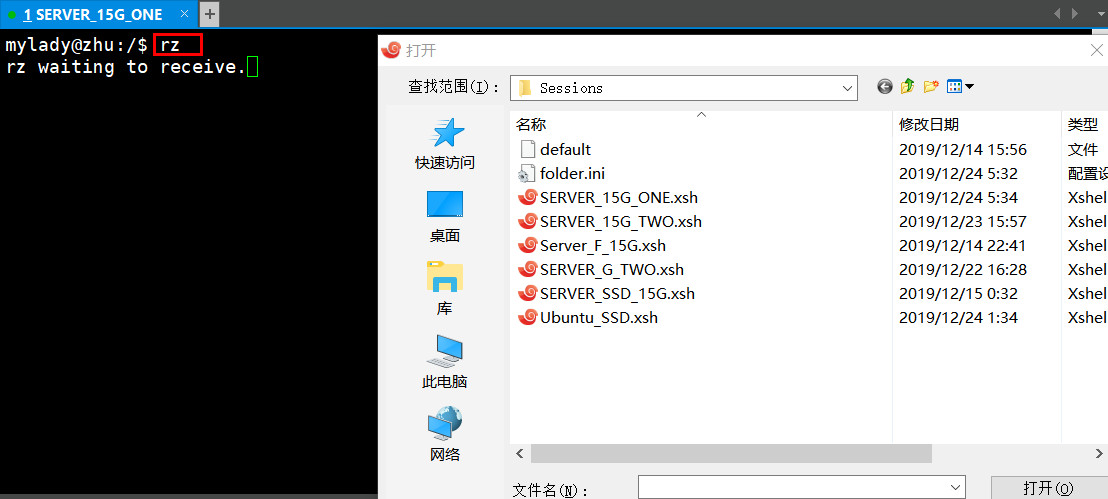 1 SERVER_15G_ONE × +
mylady@zhu:/$ rz
rz waiting to receive.
打开
查找范围(I): Sessions
快速访问
桌面
库
此电脑
网络
名称 修改日期 类型
default 2019/12/14 15:56 文件
folder.ini 2019/12/24 5:32 配置设
SERVER_15G_ONE.xsh 2019/12/24 5:34 Xshel
SERVER_15G_TWO.xsh 2019/12/23 15:57 Xshel
Server_F_15G.xsh 2019/12/14 22:41 Xshel
SERVER_G_TWO.xsh 2019/12/22 16:28 Xshel
SERVER_SSD_15G.xsh 2019/12/15 0:32 Xshel
Ubuntu_SSD.xsh 2019/12/24 1:34 Xshel
文件名(N): 打开(O)